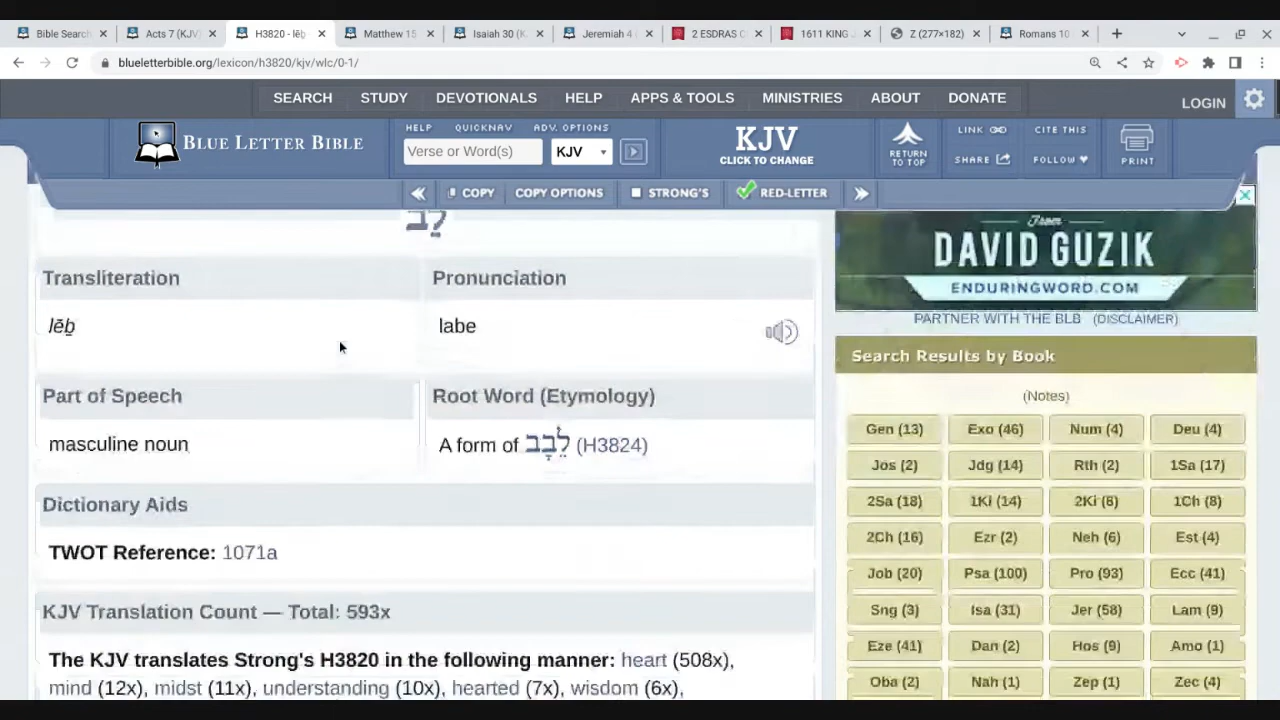 Bible Search
Acts 7 (KJV)
H3820 - lēḇ
Matthew 15
Isaiah 30 (K
Jeremiah 4
2 ESDRAS C
1611 KING J
Z (277×182)
Romans 10
blueletterbible.org/lexicon/h3820/kjv/wlc/0-1/
SEARCH STUDY DEVOTIONALS HELP APPS & TOOLS MINISTRIES ABOUT DONATE LOGIN
BLUE LETTER BIBLE
HELP QUICKNAV ADV. OPTIONS
Verse or Word(s) KJV
KJV
CLICK TO CHANGE
RETURN
TO TOP
LINK CITE THIS
SHARE FOLLOW
PRINT
COPY COPY OPTIONS STRONG'S RED-LETTER
לֵב
Transliteration Pronunciation
lēḇ labe
Part of Speech Root Word (Etymology)
masculine noun A form of לֵבָב (H3824)
Dictionary Aids
TWOT Reference: 1071a
KJV Translation Count — Total: 593x
The KJV translates Strong's H3820 in the following manner: heart (508x),
mind (12x), midst (11x), understanding (10x), hearted (7x), wisdom (6x),
From
DAVID GUZIK
ENDURINGWORD.COM
PARTNER WITH THE BLB (DISCLAIMER)
Search Results by Book
(Notes)
Gen (13) Exo (46) Num (4) Deu (4)
Jos (2) Jdg (14) Rth (2) 1Sa (17)
2Sa (18) 1Ki (14) 2Ki (6) 1Ch (8)
2Ch (16) Ezr (2) Neh (6) Est (4)
Job (20) Psa (100) Pro (93) Ecc (41)
Sng (3) Isa (31) Jer (58) Lam (9)
Eze (41) Dan (2) Hos (9) Amo (1)
Oba (2) Nah (1) Zep (1) Zec (4)